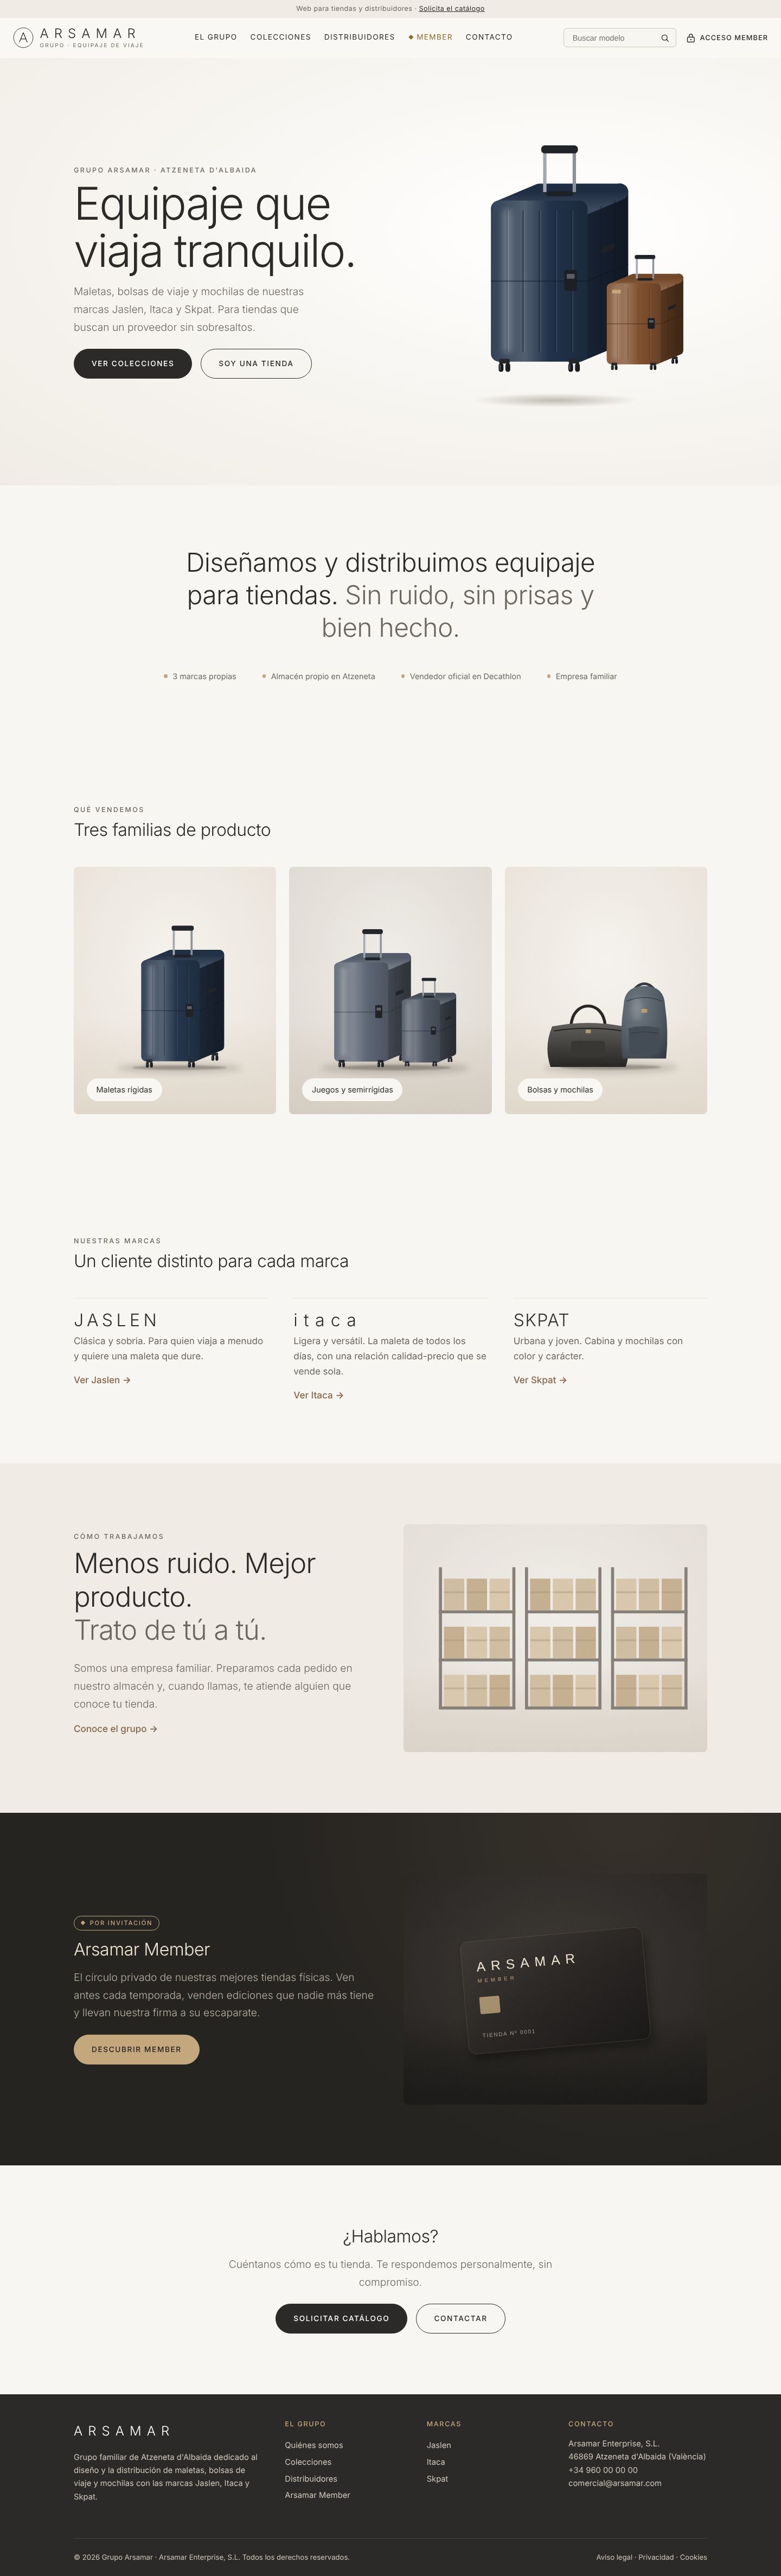 Web para tiendas y distribuidores · Solicita el catálogo
A ARSAMAR
GRUPO · EQUIPAJE DE VIAJE
EL GRUPO COLECCIONES DISTRIBUIDORES MEMBER CONTACTO
Buscar modelo
ACCESO MEMBER
GRUPO ARSAMAR · ATZENETA D'ALBAIDA
Equipaje que
viaja tranquilo.
Maletas, bolsas de viaje y mochilas de nuestras
marcas Jaslen, Itaca y Skpat. Para tiendas que
buscan un proveedor sin sobresaltos.
VER COLECCIONES SOY UNA TIENDA
Diseñamos y distribuimos equipaje
para tiendas. Sin ruido, sin prisas y
bien hecho.
3 marcas propias Almacén propio en Atzeneta Vendedor oficial en Decathlon Empresa familiar
QUÉ VENDEMOS
Tres familias de producto
Maletas rígidas
Juegos y semirrígidas
Bolsas y mochilas
NUESTRAS MARCAS
Un cliente distinto para cada marca
JASLEN
Clásica y sobria. Para quien viaja a menudo
y quiere una maleta que dure.
Ver Jaslen →
itaca
Ligera y versátil. La maleta de todos los
días, con una relación calidad-precio que se
vende sola.
Ver Itaca →
SKPAT
Urbana y joven. Cabina y mochilas con
color y carácter.
Ver Skpat →
CÓMO TRABAJAMOS
Menos ruido. Mejor
producto.
Trato de tú a tú.
Somos una empresa familiar. Preparamos cada pedido en
nuestro almacén y, cuando llamas, te atiende alguien que
conoce tu tienda.
Conoce el grupo →
POR INVITACIÓN
Arsamar Member
El círculo privado de nuestras mejores tiendas físicas. Ven
antes cada temporada, venden ediciones que nadie más tiene
y llevan nuestra firma a su escaparate.
DESCUBRIR MEMBER
ARSAMAR
MEMBER
TIENDA Nº 0001
¿Hablamos?
Cuéntanos cómo es tu tienda. Te respondemos personalmente, sin
compromiso.
SOLICITAR CATÁLOGO CONTACTAR
ARSAMAR
Grupo familiar de Atzeneta d'Albaida dedicado al
diseño y la distribución de maletas, bolsas de
viaje y mochilas con las marcas Jaslen, Itaca y
Skpat.
EL GRUPO
Quiénes somos
Colecciones
Distribuidores
Arsamar Member
MARCAS
Jaslen
Itaca
Skpat
CONTACTO
Arsamar Enterprise, S.L.
46869 Atzeneta d'Albaida (València)
+34 960 00 00 00
comercial@arsamar.com
© 2026 Grupo Arsamar · Arsamar Enterprise, S.L. Todos los derechos reservados.
Aviso legal · Privacidad · Cookies